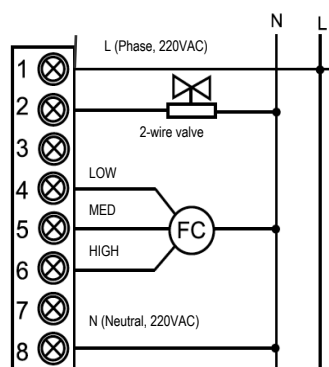 N L
1 L (Phase, 220VAC)
2
2-wire valve
3
4 LOW
5 MED FC
6 HIGH
7
N (Neutral, 220VAC)
8